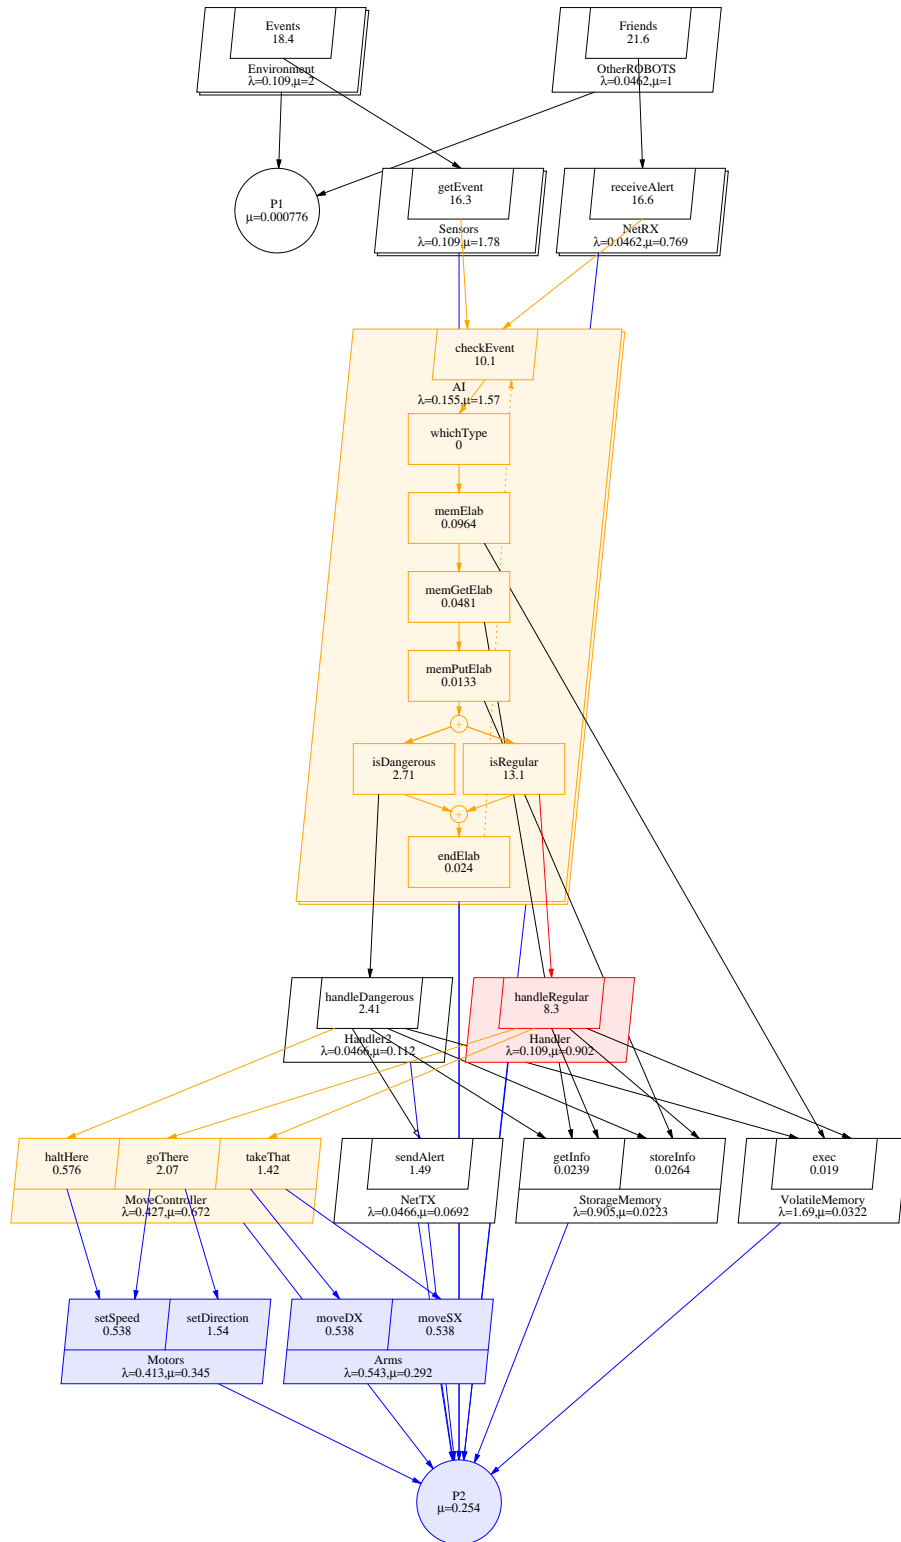 Events
18.4
Environment
λ=0.109,μ=2
Friends
21.6
OtherROBOTS
λ=0.0462,μ=1
P1
μ=0.000776
getEvent
16.3
Sensors
λ=0.109,μ=1.78
receiveAlert
16.6
NetRX
λ=0.0462,μ=0.769
checkEvent
10.1
AI
λ=0.155,μ=1.57
whichType
0
memElab
0.0964
memGetElab
0.0481
memPutElab
0.0133
+
isDangerous
2.71
isRegular
13.1
+
endElab
0.024
handleDangerous
2.41
Handler2
λ=0.0466,μ=0.112
handleRegular
8.3
Handler
λ=0.109,μ=0.902
haltHere
0.576
goThere
2.07
takeThat
1.42
MoveController
λ=0.427,μ=0.672
sendAlert
1.49
NetTX
λ=0.0466,μ=0.0692
getInfo
0.0239
storeInfo
0.0264
StorageMemory
λ=0.905,μ=0.0223
exec
0.019
VolatileMemory
λ=1.69,μ=0.0322
setSpeed
0.538
setDirection
1.54
Motors
λ=0.413,μ=0.345
moveDX
0.538
moveSX
0.538
Arms
λ=0.543,μ=0.292
P2
μ=0.254